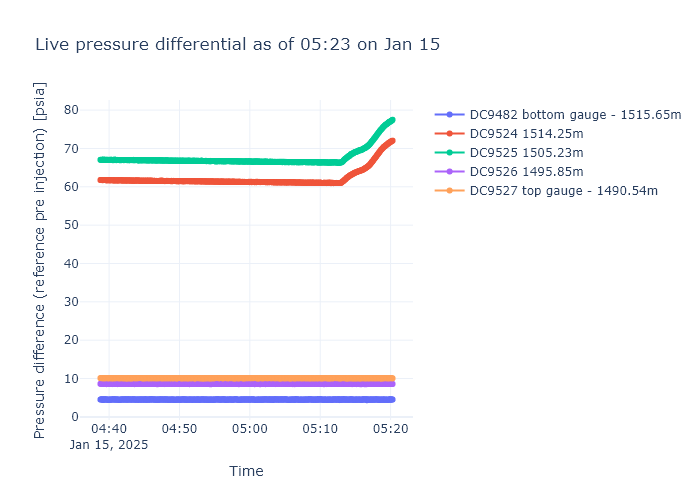 Live pressure differential as of 05:23 on Jan 15
Pressure difference (reference pre injection) [psia]
80
70
60
50
40
30
20
10
0
04:40
Jan 15, 2025
04:50
05:00
05:10
05:20
Time
DC9482 bottom gauge - 1515.65m
DC9524 1514.25m
DC9525 1505.23m
DC9526 1495.85m
DC9527 top gauge - 1490.54m